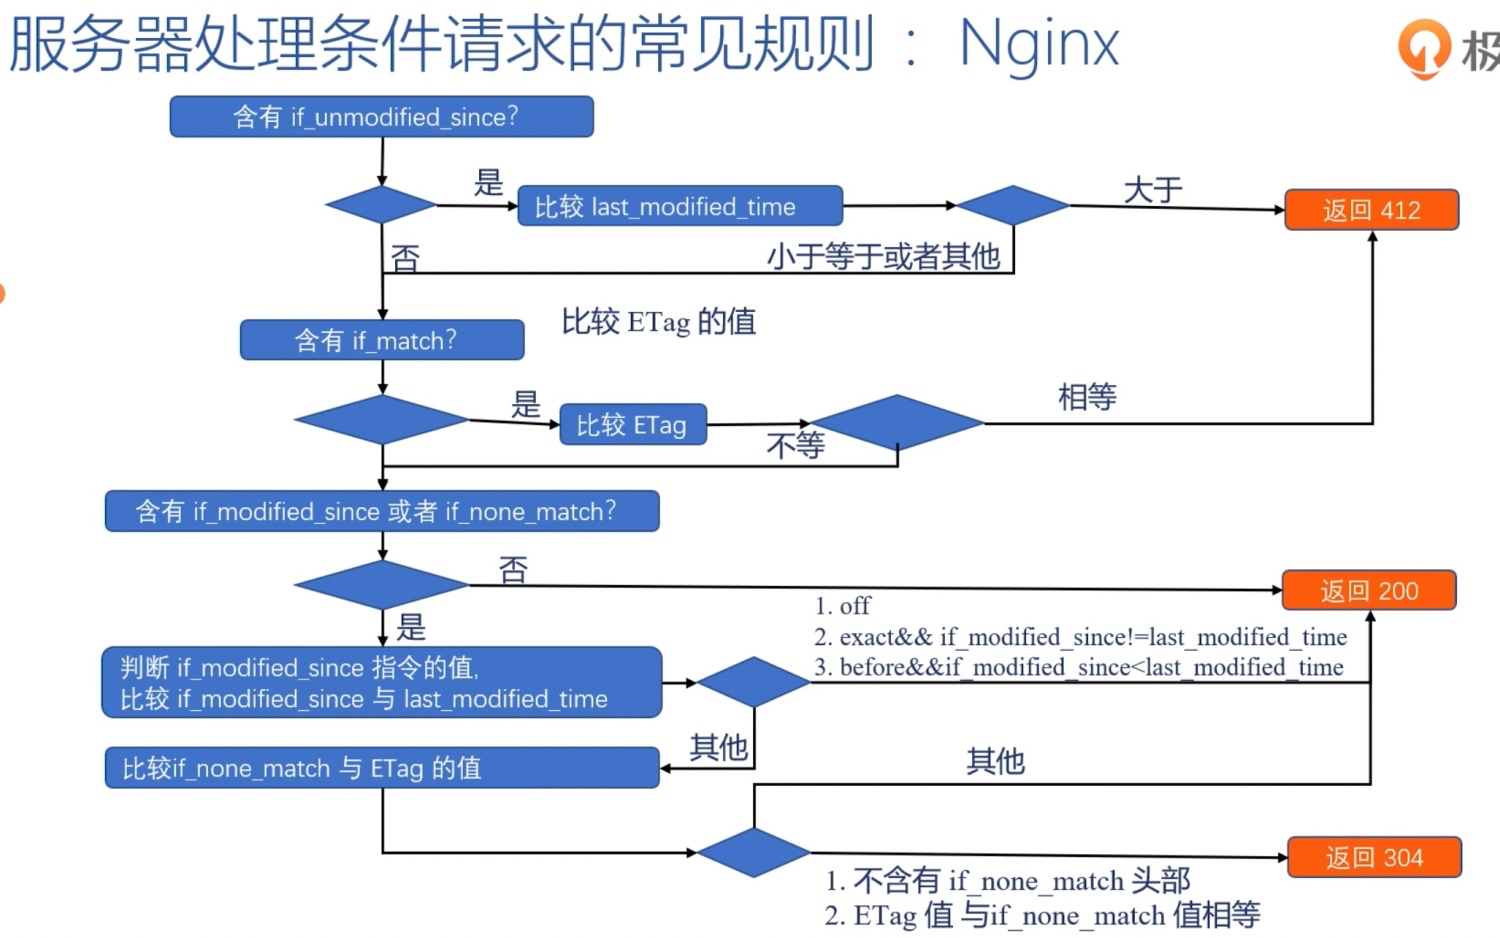 服务器处理条件请求的常见规则：Nginx
极
含有 if_unmodified_since?
是
比较 last_modified_time
大于
返回 412
否
小于等于或者其他
比较 ETag 的值
含有 if_match?
是
比较 ETag
相等
不等
含有 if_modified_since 或者 if_none_match?
否
返回 200
是
1. off
2. exact&& if_modified_since!=last_modified_time
3. before&&if_modified_since<last_modified_time
判断 if_modified_since 指令的值,
比较 if_modified_since 与 last_modified_time
其他
比较if_none_match 与 ETag 的值
其他
返回 304
1. 不含有 if_none_match 头部
2. ETag 值 与if_none_match 值相等